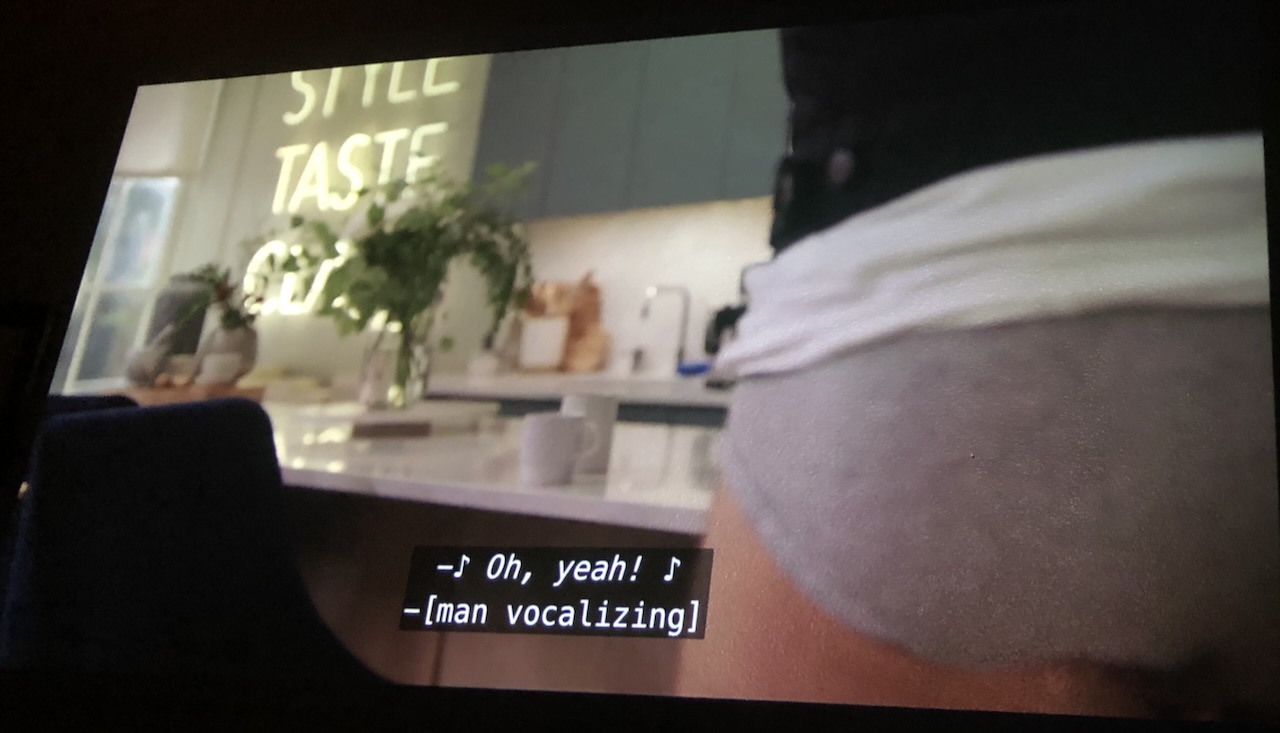 STYLE
TASTE
-♪ Oh, yeah! ♪
-[man vocalizing]